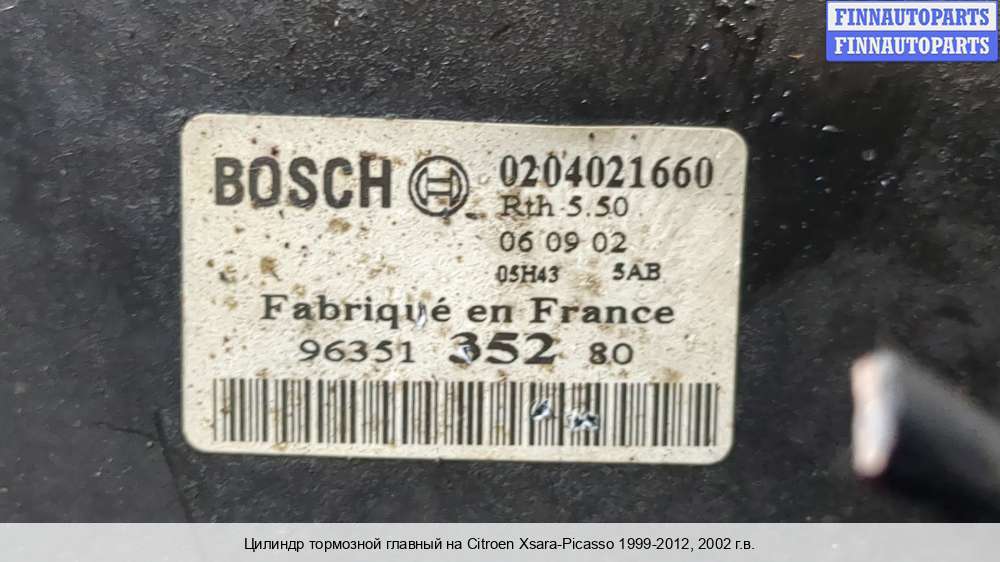 FINNAUTOPARTS
FINNAUTOPARTS
BOSCH 0204021660
Rth 5.50
06 09 02
05H43 5AB
Fabriqué en France
96351 352 80
Цилиндр тормозной главный на Citroen Xsara-Picasso 1999-2012, 2002 г.в.